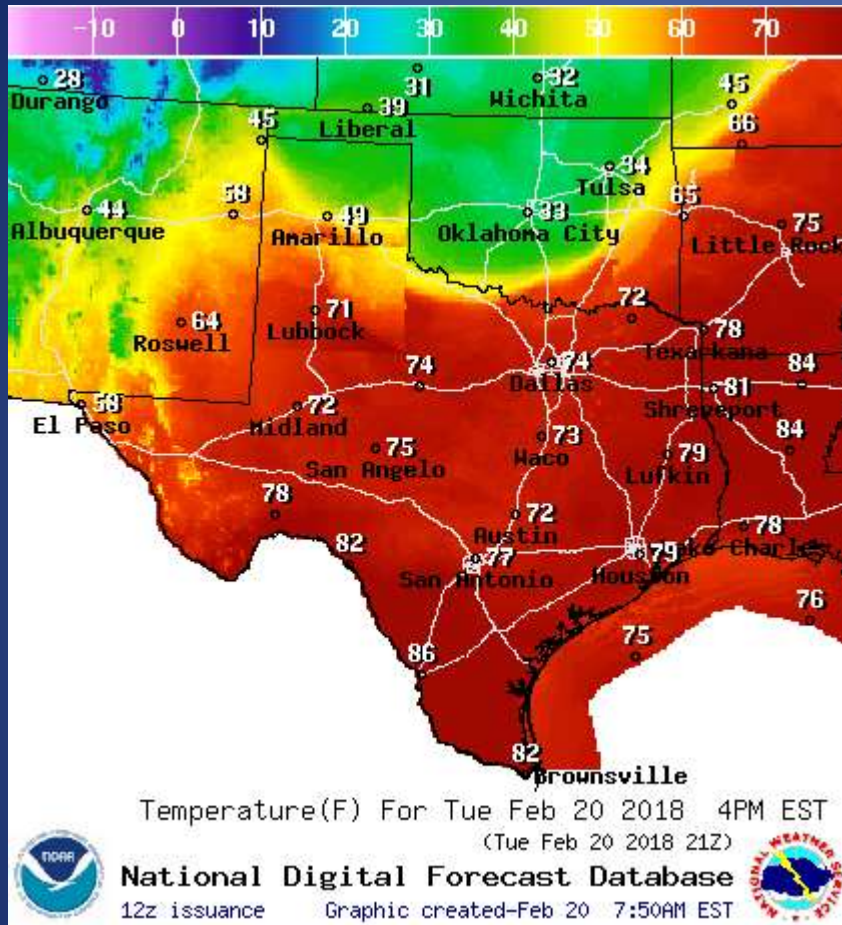 -10 0 10 20 30 40 50 60 70
28 31 32 45
Durango 39 Wichita
45 Liberal 66
34
Tulsa
44 58 49 33 65 75
Albuquerque Amarillo Oklahoma City Little Rock
64 71 72 78
Roswell Lubbock Texarkana
74 74 84
Dallas 81
58 72 Shreveport
El Paso Midland 73 84
75 Waco 79
San Angelo Lufkin
78 72 78
82 Austin
77 79
San Antonio Houston Charles
76
86 75
82
Brownsville
Temperature(F) For Tue Feb 20 2018 4PM EST
(Tue Feb 20 2018 21Z)
NOAA
National Digital Forecast Database
12z issuance Graphic created-Feb 20 7:50AM EST
NATIONAL WEATHER SERVICE